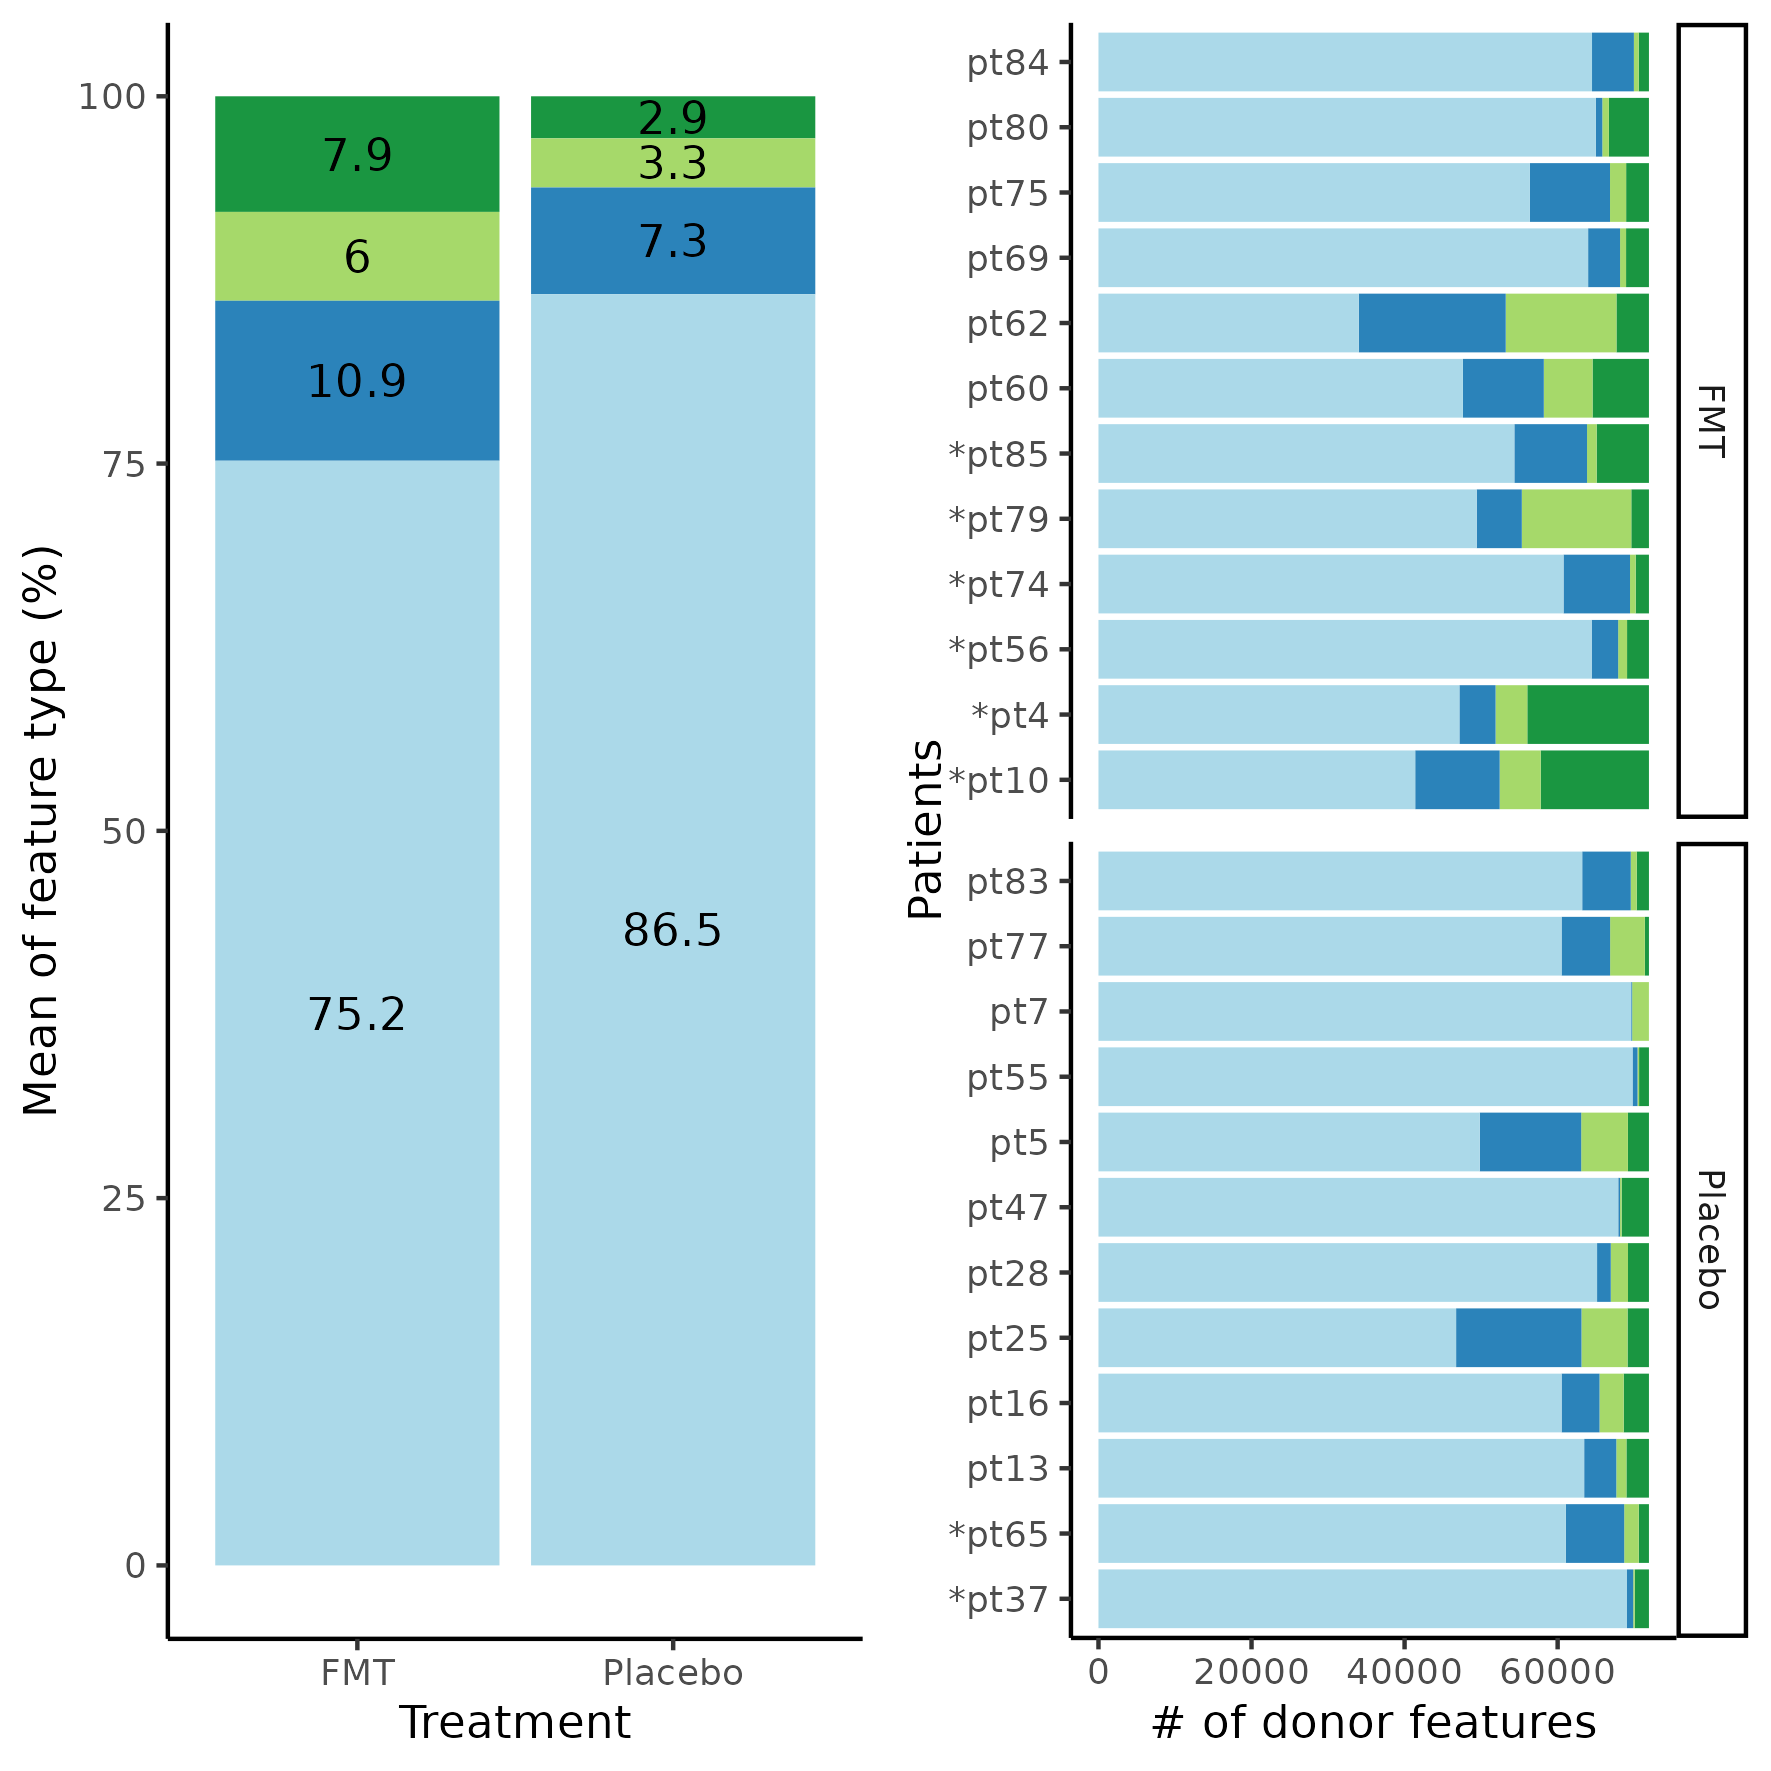 Mean of feature type (%)
100
75
50
25
0
7.9
6
10.9
75.2
2.9
3.3
7.3
86.5
FMT
Placebo
Treatment
Patients
pt84
pt80
pt75
pt69
pt62
pt60
*pt85
*pt79
*pt74
*pt56
*pt4
*pt10
FMT
pt83
pt77
pt7
pt55
pt5
pt47
pt28
pt25
pt16
pt13
*pt65
*pt37
Placebo
0
20000
40000
60000
# of donor features